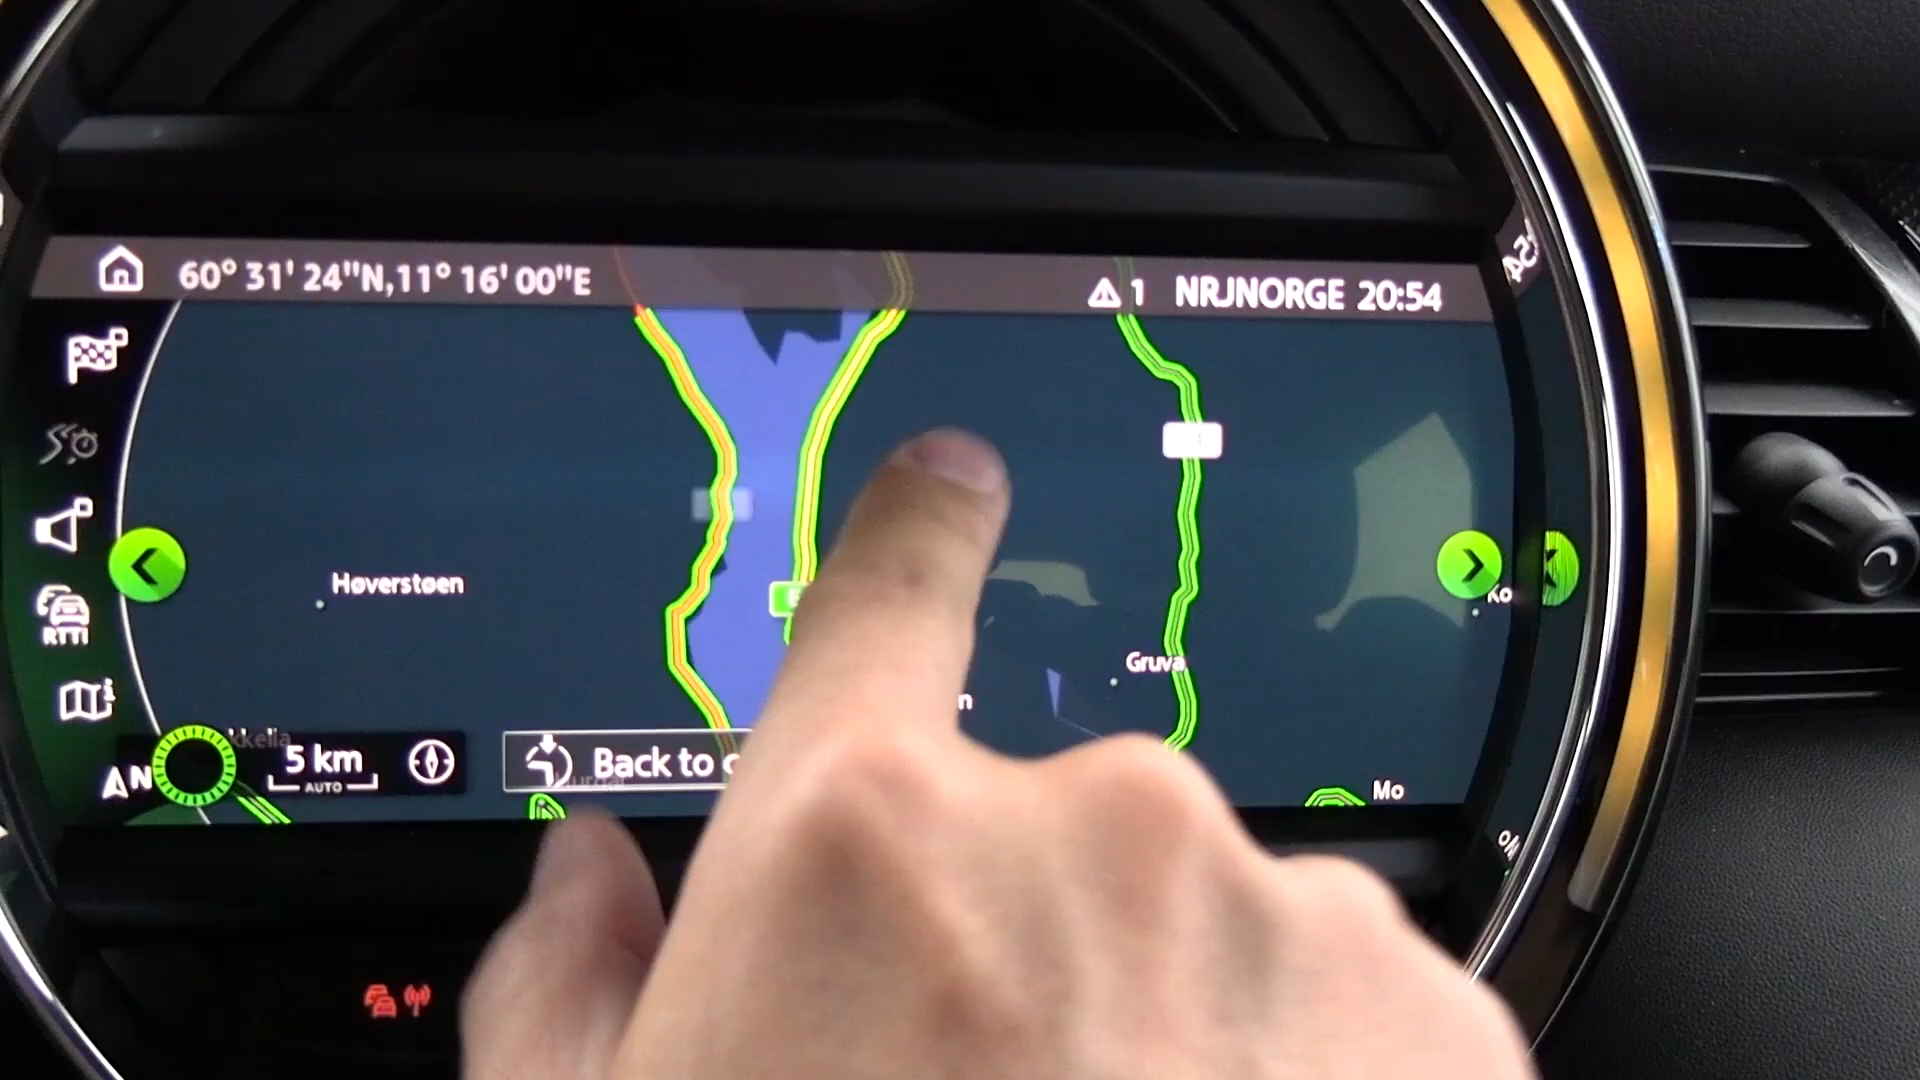 60° 31' 24"N,11° 16' 00"E
1 NRJNORGE 20:54
Høverstøen
RTTI
Gruva
N
5 km
AUTO
Back to
Mo